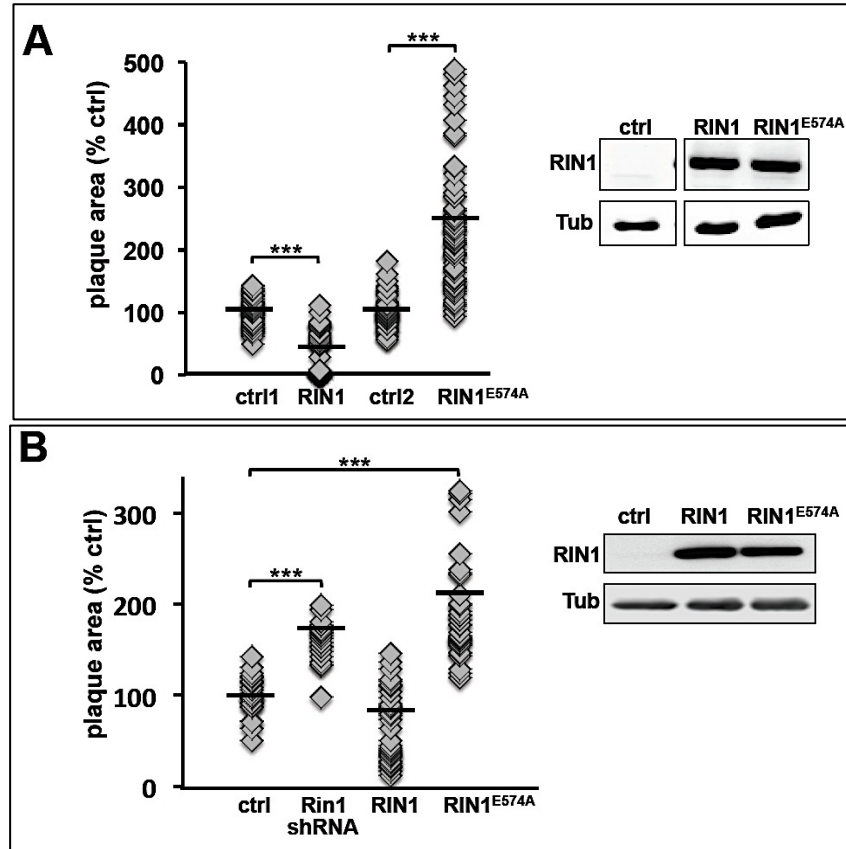 A
plaque area (% ctrl)
500
400
300
200
100
0
***
***
ctrl1 RIN1 ctrl2 RIN1E574A
ctrl RIN1 RIN1E574A
RIN1
Tub
B
plaque area (% ctrl)
300
200
100
0
***
***
ctrl Rin1 RIN1 RIN1E574A
shRNA
ctrl RIN1 RIN1E574A
RIN1
Tub